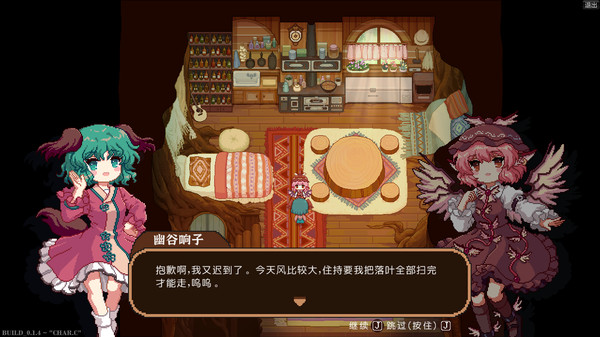 退出
幽谷响子
抱歉啊,我又迟到了。今天风比较大,住持要我把落叶全部扫完
才能走,呜呜。
继续 J 跳过(按住) J
BUILD_0.1.4 - "CHAR.C"